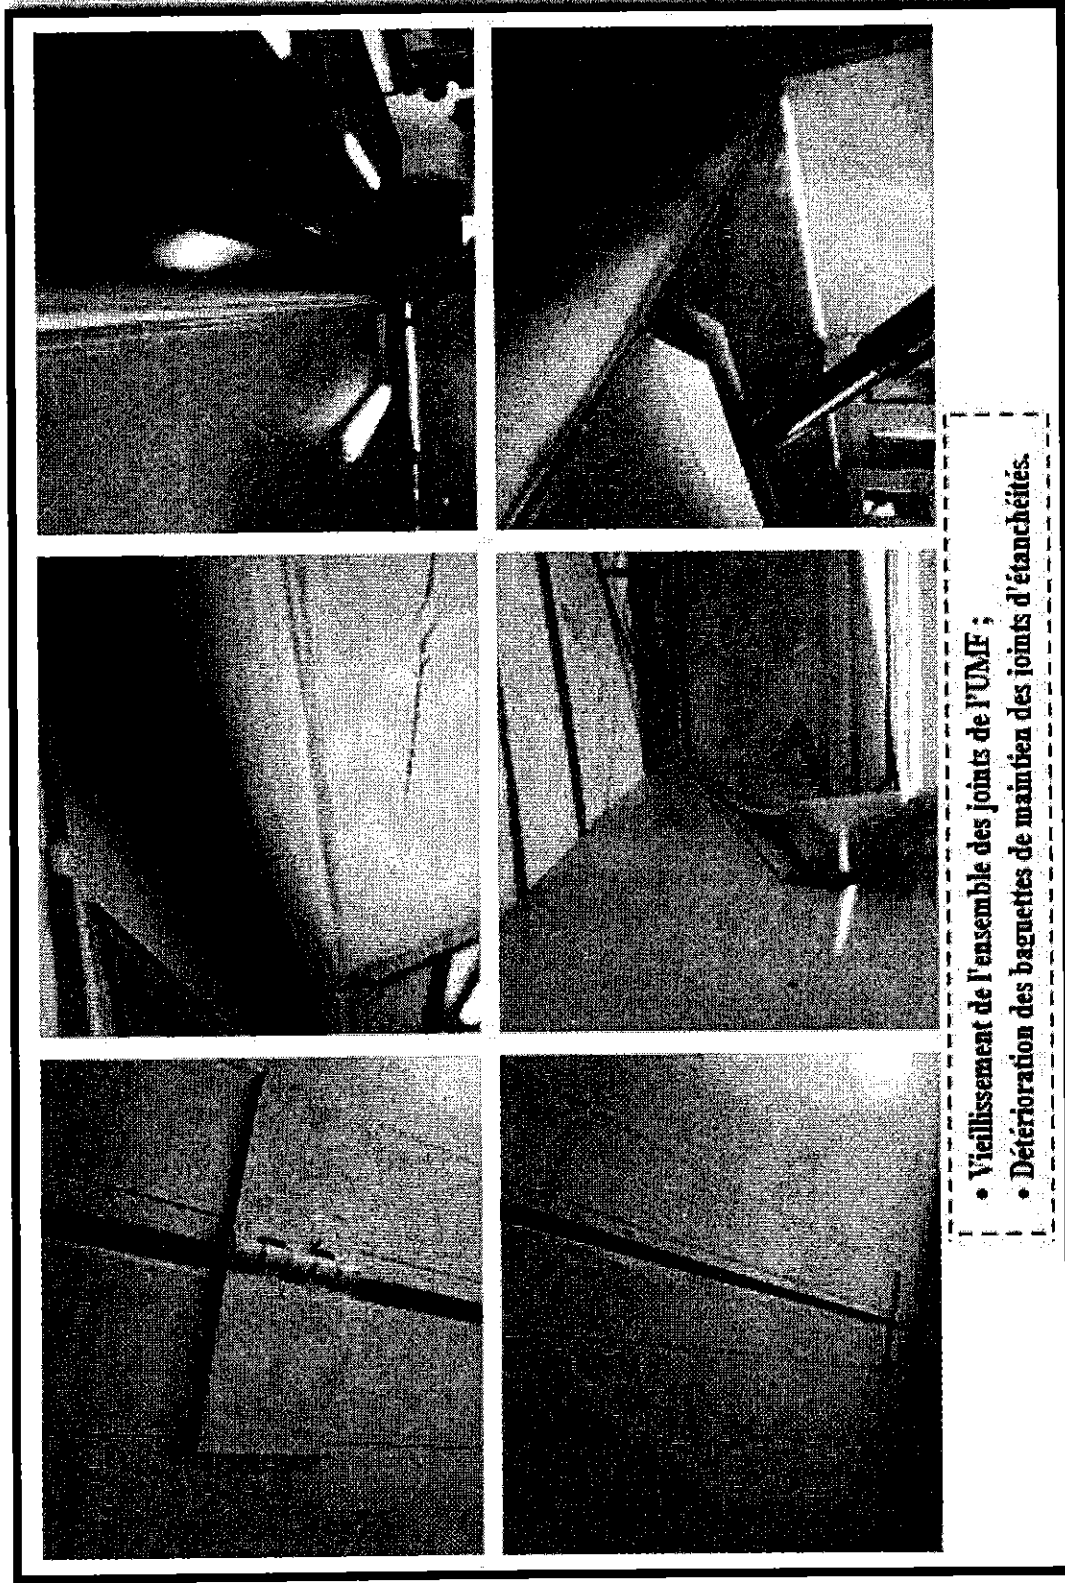 • Vieillissement de l'ensemble des joints de l'UMF ;
• Détérioration des baguettes de maintien des joints d'étanchéités.